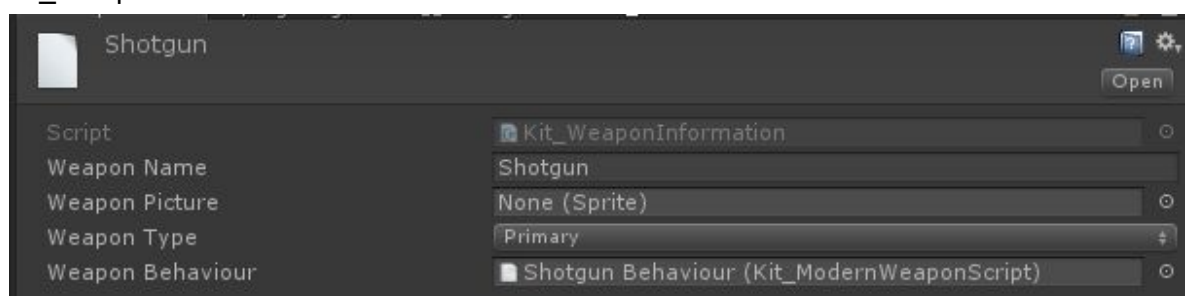 Shotgun
Open
Script Kit_WeaponInformation
Weapon Name Shotgun
Weapon Picture None (Sprite)
Weapon Type Primary
Weapon Behaviour Shotgun Behaviour (Kit_ModernWeaponScript)